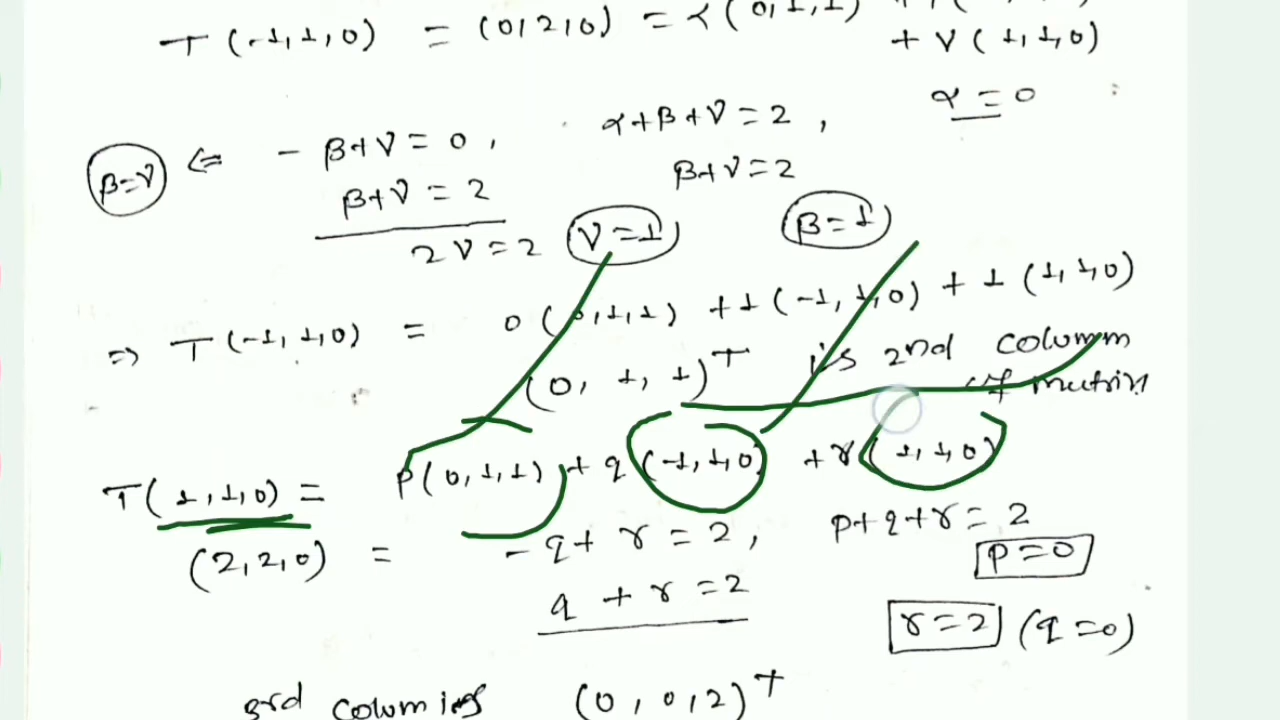 T(-1,1,0) = (0,2,0) = α(0,1,1)
+ ν(1,1,0)
β=ν ⇐ - β+ν = 0, α+β+ν = 2, α = 0
β+ν = 2 β+ν = 2
2ν = 2 ν=1 β=1
⇒ T(-1,1,0) = 0(0,1,1) + 1(-1,1,0) + 1(1,1,0)
(0, 1, 1)ᵀ is 2nd column
of matrix
T(1,1,0) = p(0,1,1) + q(-1,1,0) + r(1,1,0)
(2,2,0) = - q + r = 2, p+q+r = 2
p=0
q + r = 2
r=2 (q=0)
3rd column is (0,0,2)ᵀ